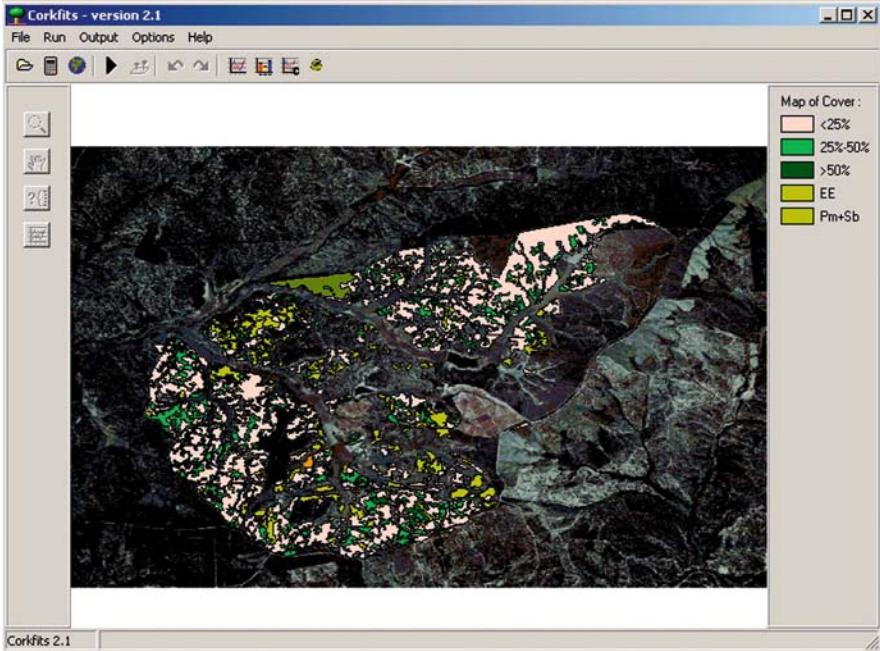 Corkfits - version 2.1
File Run Output Options Help
Map of Cover :
<25%
25%-50%
>50%
EE
Pm+Sb
Corkfits 2.1